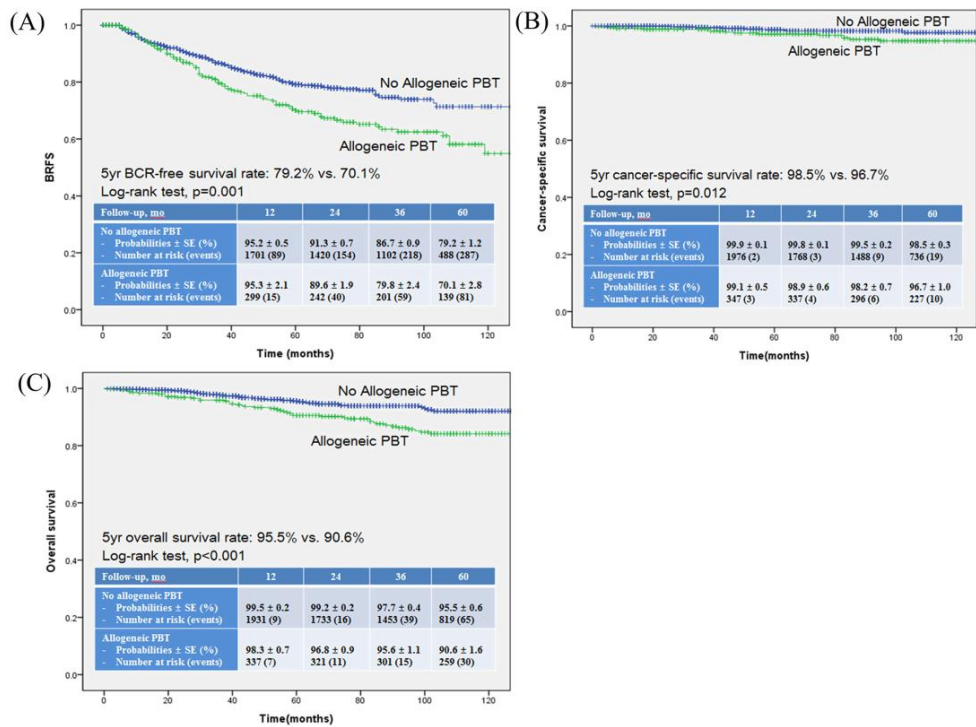 (A)
1.0
0.8
0.6
0.4
0.2
0.0
BRFS
No Allogeneic PBT
Allogeneic PBT
5yr BCR-free survival rate: 79.2% vs. 70.1%
Log-rank test, p=0.001
Follow-up, mo 12 24 36 60
No allogeneic PBT
- Probabilities ± SE (%) 95.2 ± 0.5 91.3 ± 0.7 86.7 ± 0.9 79.2 ± 1.2
- Number at risk (events) 1701 (89) 1420 (154) 1102 (218) 488 (287)
Allogeneic PBT
- Probabilities ± SE (%) 95.3 ± 2.1 89.6 ± 1.9 79.8 ± 2.4 70.1 ± 2.8
- Number at risk (events) 299 (15) 242 (40) 201 (59) 139 (81)
0 20 40 60 80 100 120
Time (months)
(B)
1.0
0.8
0.6
0.4
0.2
0.0
Cancer-specific survival
No Allogeneic PBT
Allogeneic PBT
5yr cancer-specific survival rate: 98.5% vs. 96.7%
Log-rank test, p=0.012
Follow-up, mo 12 24 36 60
No allogeneic PBT
- Probabilities ± SE (%) 99.9 ± 0.1 99.8 ± 0.1 99.5 ± 0.2 98.5 ± 0.3
- Number at risk (events) 1976 (2) 1768 (3) 1488 (9) 736 (19)
Allogeneic PBT
- Probabilities ± SE (%) 99.1 ± 0.5 98.9 ± 0.6 98.2 ± 0.7 96.7 ± 1.0
- Number at risk (events) 347 (3) 337 (4) 296 (6) 227 (10)
0 20 40 60 80 100 120
Time(months)
(C)
1.0
0.8
0.6
0.4
0.2
0.0
Overall survival
No Allogeneic PBT
Allogeneic PBT
5yr overall survival rate: 95.5% vs. 90.6%
Log-rank test, p<0.001
Follow-up, mo 12 24 36 60
No allogeneic PBT
- Probabilities ± SE (%) 99.5 ± 0.2 99.2 ± 0.2 97.7 ± 0.4 95.5 ± 0.6
- Number at risk (events) 1931 (9) 1733 (16) 1453 (39) 819 (65)
Allogeneic PBT
- Probabilities ± SE (%) 98.3 ± 0.7 96.8 ± 0.9 95.6 ± 1.1 90.6 ± 1.6
- Number at risk (events) 337 (7) 321 (11) 301 (15) 259 (30)
0 20 40 60 80 100 120
Time(months)